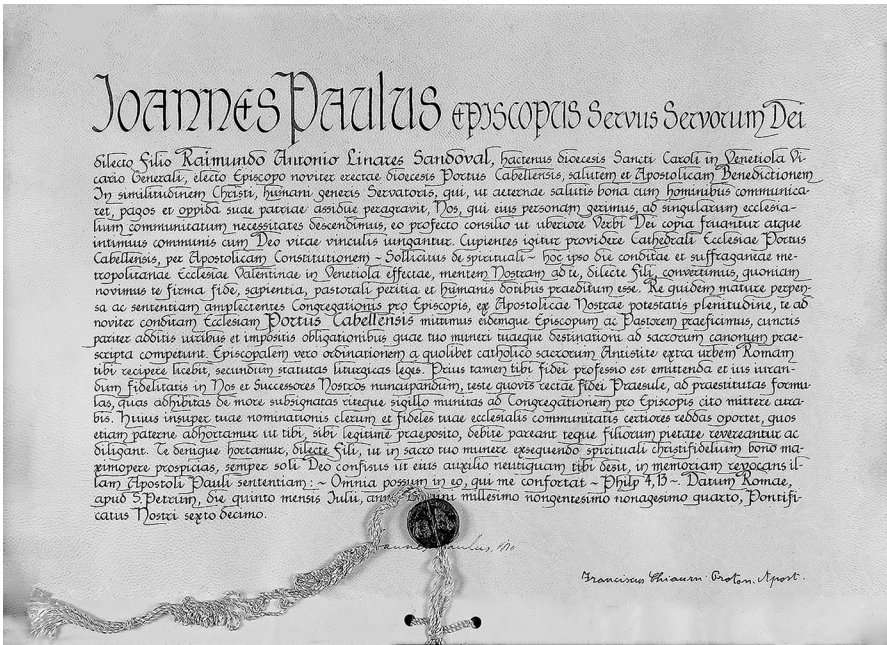 Joannes Paulus Episcopus Servus Servorum Dei
dilecto Filio Raimundo Antonio Linares Sandoval, hactenus dioecesis Sancti Caroli in Venetiola Vi-
cario Generali, electo Episcopo noviter erectae dioecesis Portus Cabellensis, salutem et Apostolicam Benedictionem
In similitudinem Christi, humani generis Servatoris, qui, ut aeternae salutis bona cum hominibus communica-
ret, pagos et oppida suae patriae assidue peragravit, Nos, qui eius personam gerimus, ad singularum ecclesia-
lium communitatum necessitates descendimus, eo profecto consilio ut uberiore Verbi Dei copia fruantur atque
intimius communis cum Deo vitae vinculis iungantur. Cupientes igitur providere Cathedrali Ecclesiae Portus
Cabellensis, per Apostolicam Constitutionem ~ Sollicitus de spirituali ~ hoc ipso die conditae et suffraganeae me-
tropolitanae Ecclesiae Valentinae in Venetiola effectae, mentem Nostram ad te, dilecte Fili, convertimus, quoniam
novimus te firma fide, sapientia, pastorali peritia et humanis dotibus praeditum esse. Re quidem mature perpen-
sa ac sententiam amplectentes Congregationis pro Episcopis, ex Apostolicae Nostrae potestatis plenitudine, te ad
noviter conditam Ecclesiam Portus Cabellensis mittimus eidemque Episcopum ac Pastorem praeficimus, cunctis
pariter additis iuribus et impositis obligationibus quae tuo muneri tuaeque destinationi ad sacrorum canonum prae-
scripta competunt. Episcopalem vero ordinationem a quolibet catholico sacrorum Antistite extra urbem Romam
tibi recipere licebit, secundum statutas liturgicas leges. Prius tamen tibi fidei professio est emittenda et ius iuran-
dum fidelitatis in Nos et Successores Nostros nuncupandum, teste quovis rectae fidei Praesule, ad praestitutas formu-
las, quas adhibitas de more subsignatas riteque sigillo munitas ad Congregationem pro Episcopis cito mittere cura-
bis. Huius insuper tuae nominationis clerum et fideles tuae ecclesialis communitatis certiores reddas oportet, quos
etiam paterne adhortamur ut tibi, sibi legitime praeposito, debite pareant teque filiorum pietate revereantur ac
diligant. Te denique hortamur, dilecte Fili, ut in sacro tuo munere exsequendo spirituali christifidelium bono ma-
ximopere prospicias, semper soli Deo confisus ut eius auxilio neutiquam tibi desit, in memoriam revocans il-
lam Apostoli Pauli sententiam: ~ Omnia possum in eo, qui me confortat ~ Philp 4,13 ~. Datum Romae,
apud S. Petrum, die quinto mensis Iulii, anno Domini millesimo nongentesimo nonagesimo quarto, Pontifi-
catus Nostri sexto decimo.
Joannes Paulus
Franciscus Chiaurri Proton. Apost.